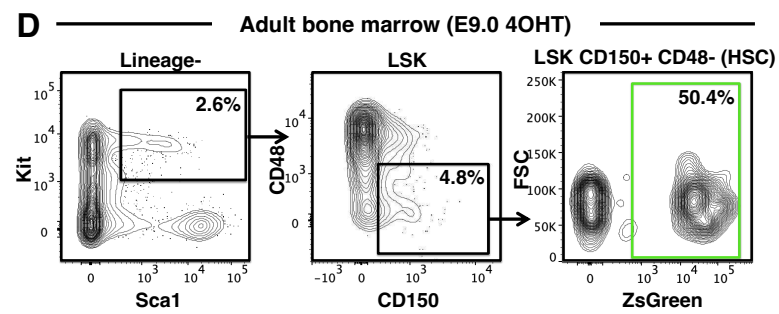 D
Adult bone marrow (E9.0 4OHT)
Lineage-
LSK
LSK CD150+ CD48- (HSC)
2.6%
4.8%
50.4%
Kit
10^5
10^4
10^3
0
0
10^3
10^4
10^5
Sca1
CD48
10^4
10^3
0
-10^3
0
10^3
10^4
CD150
FSC
250K
200K
150K
100K
50K
0
0
10^3
10^4
10^5
ZsGreen